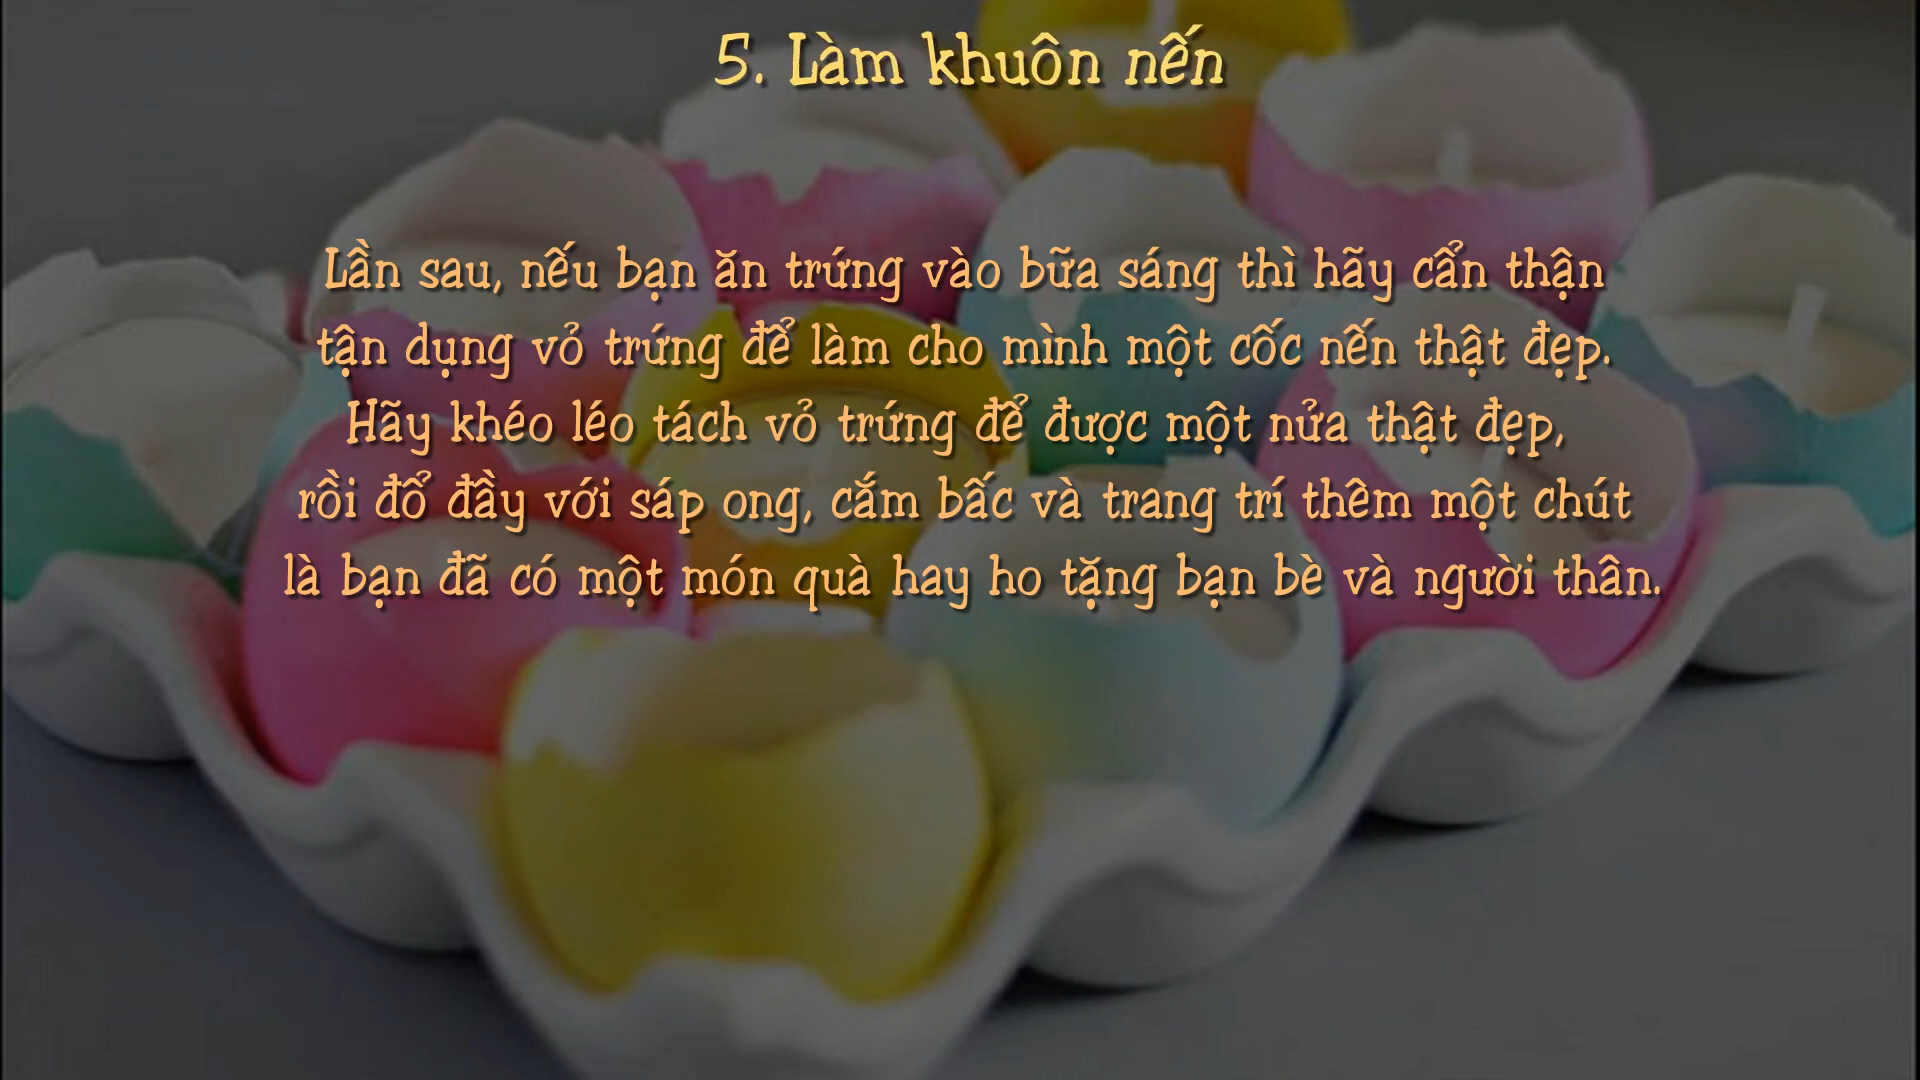 5. Làm khuôn nến
Lần sau, nếu bạn ăn trứng vào bữa sáng thì hãy cẩn thận
tận dụng vỏ trứng để làm cho mình một cốc nến thật đẹp.
Hãy khéo léo tách vỏ trứng để được một nửa thật đẹp,
rồi đổ đầy với sáp ong, cắm bấc và trang trí thêm một chút
là bạn đã có một món quà hay ho tặng bạn bè và người thân.